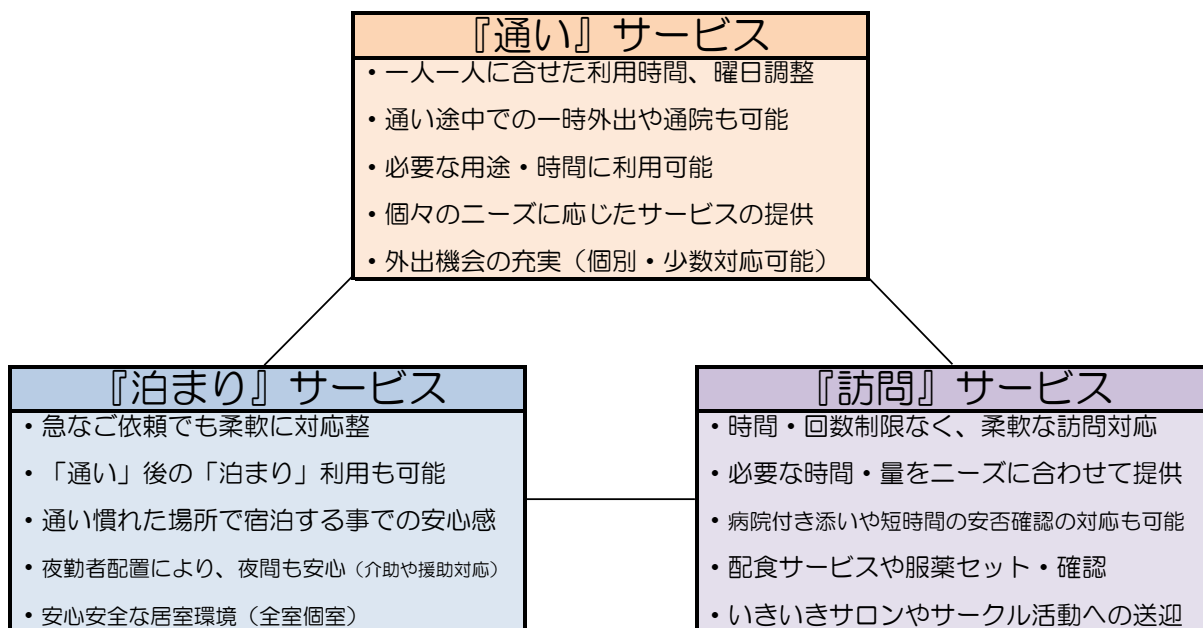 『通い』サービス
・一人一人に合せた利用時間、曜日調整
・通い途中での一時外出や通院も可能
・必要な用途・時間に利用可能
・個々のニーズに応じたサービスの提供
・外出機会の充実（個別・少数対応可能）
『泊まり』サービス
・急なご依頼でも柔軟に対応整
・「通い」後の「泊まり」利用も可能
・通い慣れた場所で宿泊する事での安心感
・夜勤者配置により、夜間も安心（介助や援助対応）
・安心安全な居室環境（全室個室）
『訪問』サービス
・時間・回数制限なく、柔軟な訪問対応
・必要な時間・量をニーズに合わせて提供
・病院付き添いや短時間の安否確認の対応も可能
・配食サービスや服薬セット・確認
・いきいきサロンやサークル活動への送迎